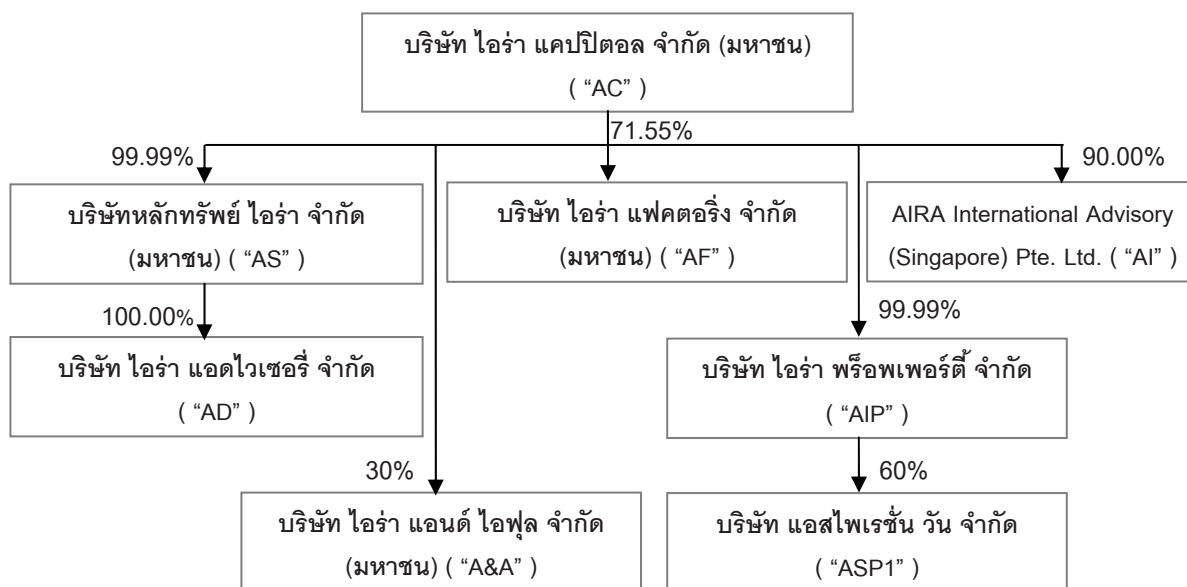 บริษัท ไอร่า แคปปิตอล จำกัด (มหาชน)
( “AC” )
71.55%
99.99%
90.00%
บริษัทหลักทรัพย์ ไอร่า จำกัด
(มหาชน) ( “AS” )
บริษัท ไอร่า แฟคตอริ่ง จำกัด
(มหาชน) ( “AF” )
AIRA International Advisory
(Singapore) Pte. Ltd. ( “AI” )
100.00%
99.99%
บริษัท ไอร่า แอดไวเซอรี่ จำกัด
( “AD” )
บริษัท ไอร่า พร็อพเพอร์ตี้ จำกัด
( “AIP” )
30%
60%
บริษัท ไอร่า แอนด์ ไอฟุล จำกัด
(มหาชน) ( “A&A” )
บริษัท แอสไพเรชั่น วัน จำกัด
( “ASP1” )